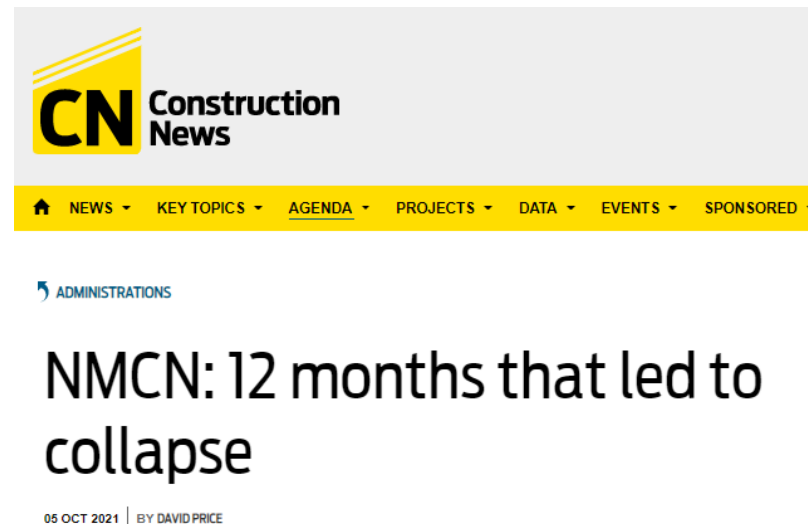 CN Construction
News
NEWS KEY TOPICS AGENDA PROJECTS DATA EVENTS SPONSORED
ADMINISTRATIONS
NMCN: 12 months that led to
collapse
05 OCT 2021 | BY DAVID PRICE